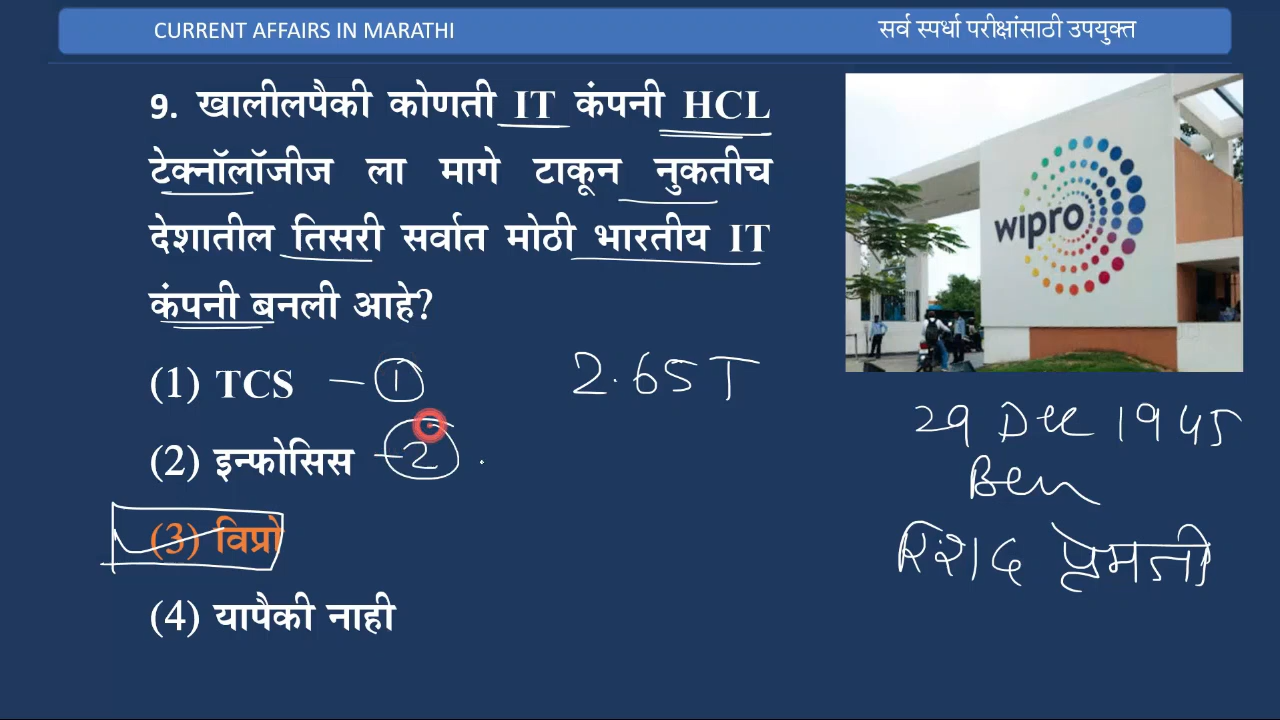 CURRENT AFFAIRS IN MARATHI
सर्व स्पर्धा परीक्षांसाठी उपयुक्त
9. खालीलपैकी कोणती IT कंपनी HCL
टेक्नॉलॉजीज ला मागे टाकून नुकतीच
देशातील तिसरी सर्वात मोठी भारतीय IT
कंपनी बनली आहे?
(1) TCS – 1
2.65T
(2) इन्फोसिस – 2
(3) विप्रो
(4) यापैकी नाही
wipro
29 Dec 1945
Ben
रिशद प्रेमजी